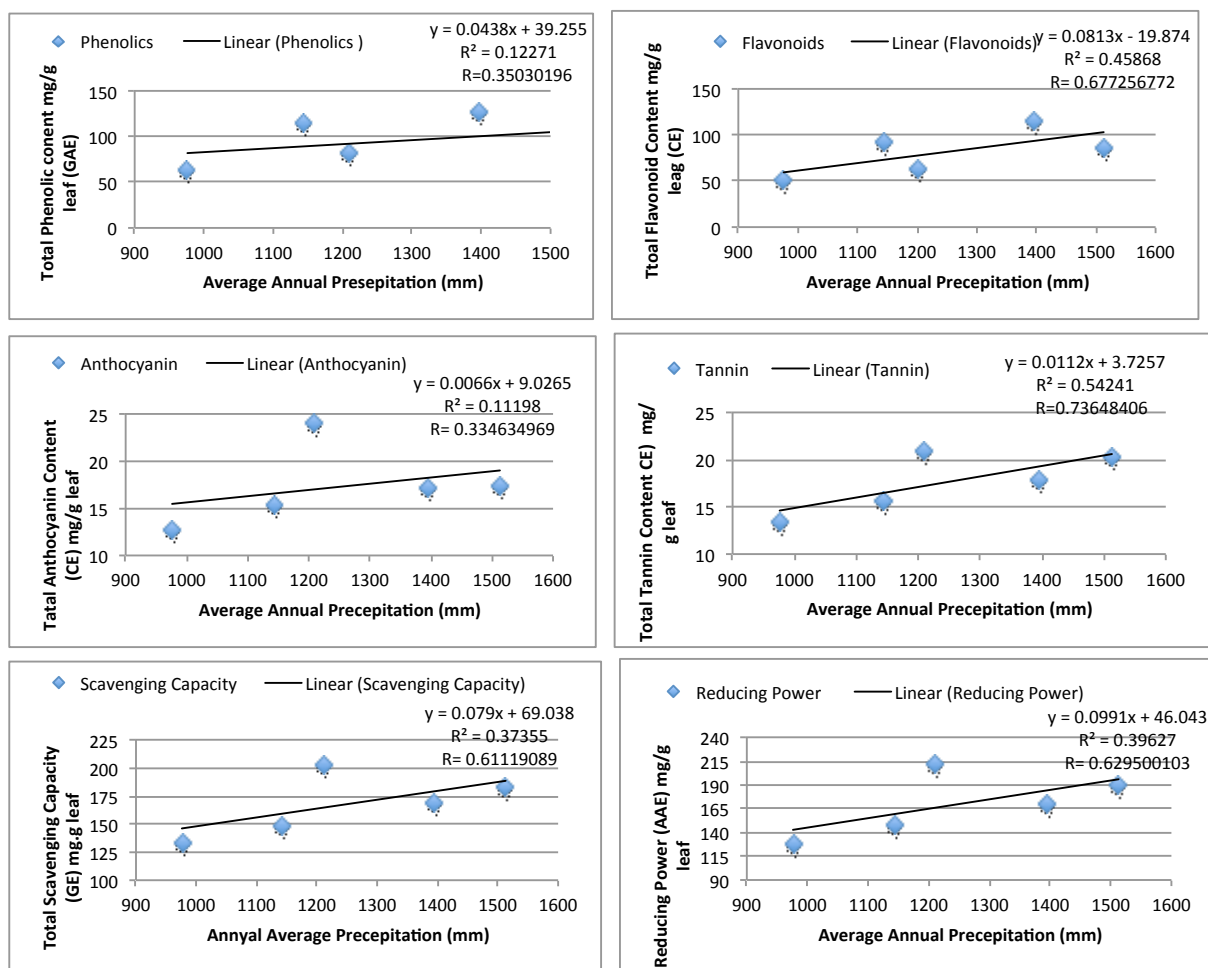 Phenolics
Linear (Phenolics )
y = 0.0438x + 39.255
R² = 0.12271
R=0.35030196
Total Phenolic conent mg/g
leaf (GAE)
150
100
50
0
900 1000 1100 1200 1300 1400 1500
Average Annual Presepitation (mm)
Flavonoids
Linear (Flavonoids)
y = 0.0813x - 19.874
R² = 0.45868
R= 0.677256772
Ttoal Flavonoid Content mg/g
leag (CE)
150
100
50
0
900 1000 1100 1200 1300 1400 1500 1600
Average Annual Precipitation (mm)
Anthocyanin
Linear (Anthocyanin)
y = 0.0066x + 9.0265
R² = 0.11198
R= 0.334634969
Tatal Anthocyanin Content
(CE) mg/g leaf
25
20
15
10
900 1000 1100 1200 1300 1400 1500 1600
Average Annual Precepitation (mm)
Tannin
Linear (Tannin)
y = 0.0112x + 3.7257
R² = 0.54241
R=0.73648406
Total Tannin Content CE) mg/
g leaf
25
20
15
10
900 1000 1100 1200 1300 1400 1500 1600
Average Annual Precipitation (mm)
Scavenging Capacity
Linear (Scavenging Capacity)
y = 0.079x + 69.038
R² = 0.37355
R= 0.61119089
Total Scavenging Capacity
(GE) mg.g leaf
225
200
175
150
125
100
900 1000 1100 1200 1300 1400 1500 1600
Annyal Average Precipitation (mm)
Reducing Power
Linear (Reducing Power)
y = 0.0991x + 46.043
R² = 0.39627
R= 0.629500103
Reducing Power (AAE) mg/g
leaf
240
215
190
165
140
115
90
900 1000 1100 1200 1300 1400 1500 1600
Average Annual Precipitation (mm)